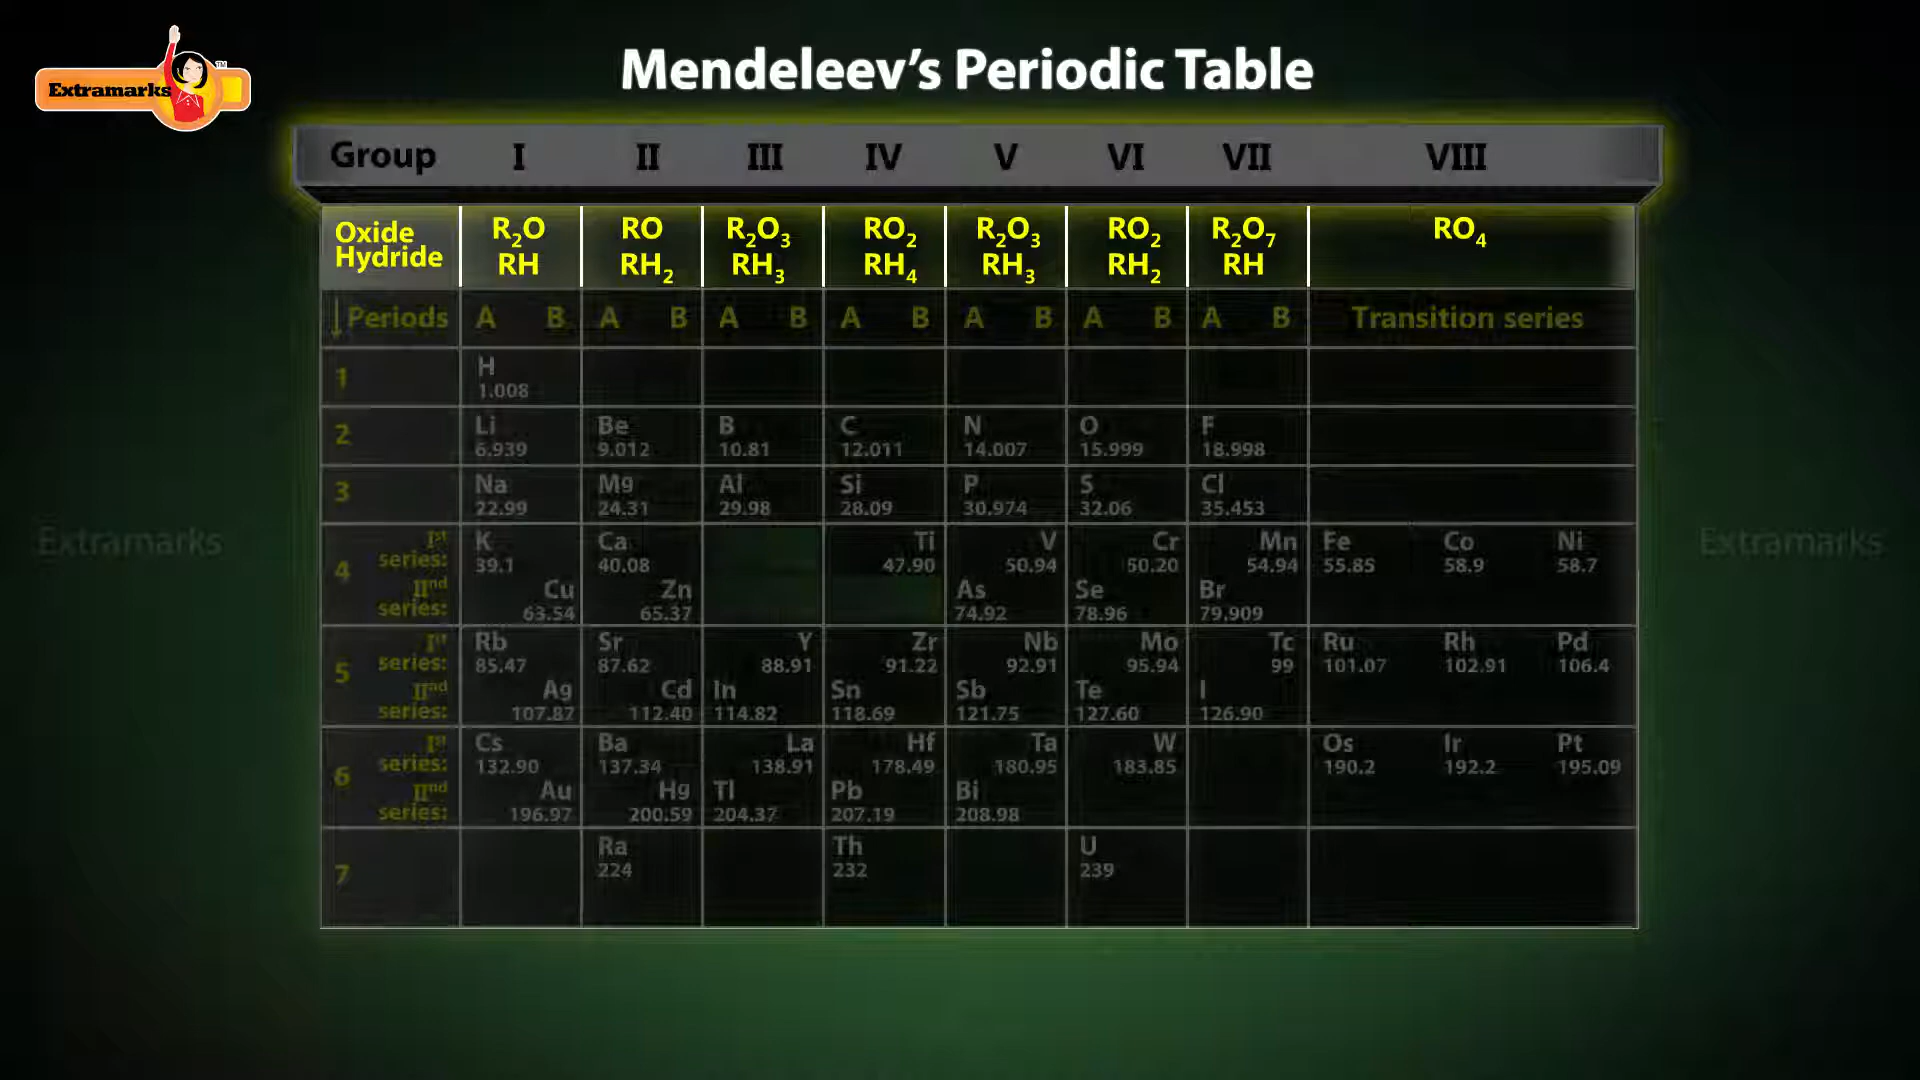 Extramarks TM
Mendeleev's Periodic Table
Group I II III IV V VI VII VIII
Oxide R₂O RO R₂O₃ RO₂ R₂O₃ RO₂ R₂O₇ RO₄
Hydride RH RH₂ RH₃ RH₄ RH₃ RH₂ RH
↓ Periods A B A B A B A B A B A B A B Transition series
1 H
1.008
2 Li Be B C N O F
6.939 9.012 10.81 12.011 14.007 15.999 18.998
3 Na Mg Al Si P S Cl
22.99 24.31 29.98 28.09 30.974 32.06 35.453
4 Iˢᵗ series: K Ca Ti V Cr Mn Fe Co Ni
39.1 40.08 47.90 50.94 50.20 54.94 55.85 58.9 58.7
IIⁿᵈ series: Cu Zn As Se Br
63.54 65.37 74.92 78.96 79.909
5 Iˢᵗ series: Rb Sr Y Zr Nb Mo Tc Ru Rh Pd
85.47 87.62 88.91 91.22 92.91 95.94 99 101.07 102.91 106.4
IIⁿᵈ series: Ag Cd In Sn Sb Te I
107.87 112.40 114.82 118.69 121.75 127.60 126.90
6 Iˢᵗ series: Cs Ba La Hf Ta W Os Ir Pt
132.90 137.34 138.91 178.49 180.95 183.85 190.2 192.2 195.09
IIⁿᵈ series: Au Hg Tl Pb Bi
196.97 200.59 204.37 207.19 208.98
7 Ra Th U
224 232 239
Extramarks
Extramarks